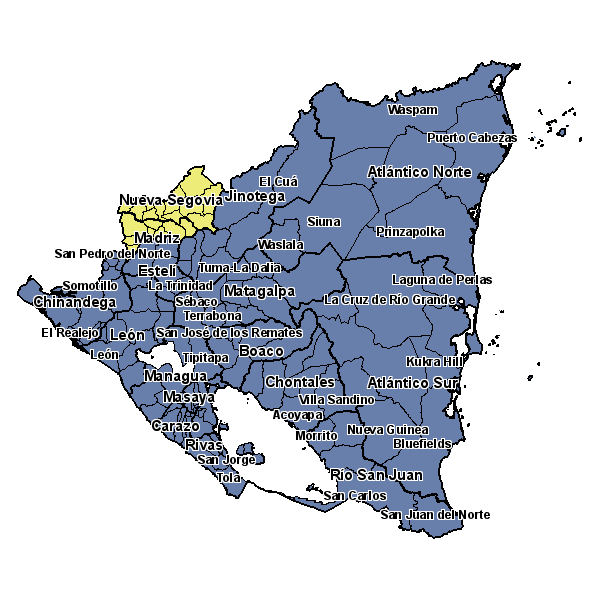 Waspam
Puerto Cabezas
Atlántico Norte
El Cuá
Jinotega
Nueva Segovia
Siuna
Prinzapolka
Madriz
Waslala
San Pedro del Norte
Esteli
Tuma-La Dalia
Laguna de Perlas
Somotillo
La Trinidad
Matagalpa
Chinandega
Sébaco
La Cruz de Río Grande
Terrabona
El Realejo
León
San José de los Remates
León
Tipitapa
Boaco
Kukra Hill
Managua
Chontales
Atlántico Sur
Masaya
Villa Sandino
Acoyapa
Carazo
Morrito
Nueva Guinea
Rivas
Bluefields
San Jorge
Tola
Río San Juan
San Carlos
San Juan del Norte